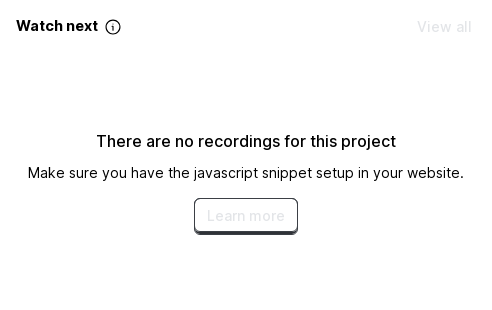 Watch next
View all
There are no recordings for this project
Make sure you have the javascript snippet setup in your website.
Learn more